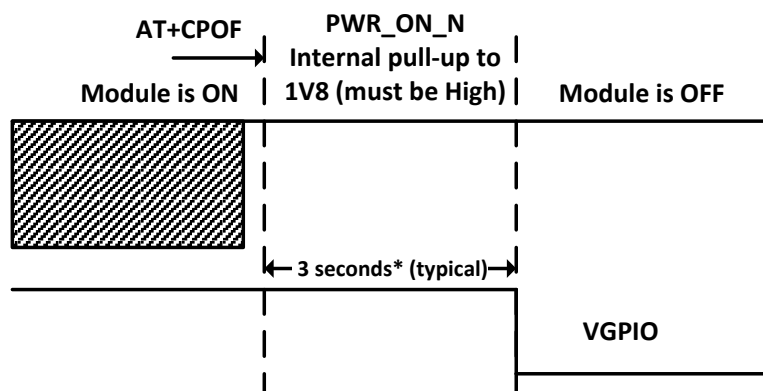 AT+CPOF
PWR_ON_N
Internal pull-up to
1V8 (must be High)
Module is ON
Module is OFF
3 seconds* (typical)
VGPIO